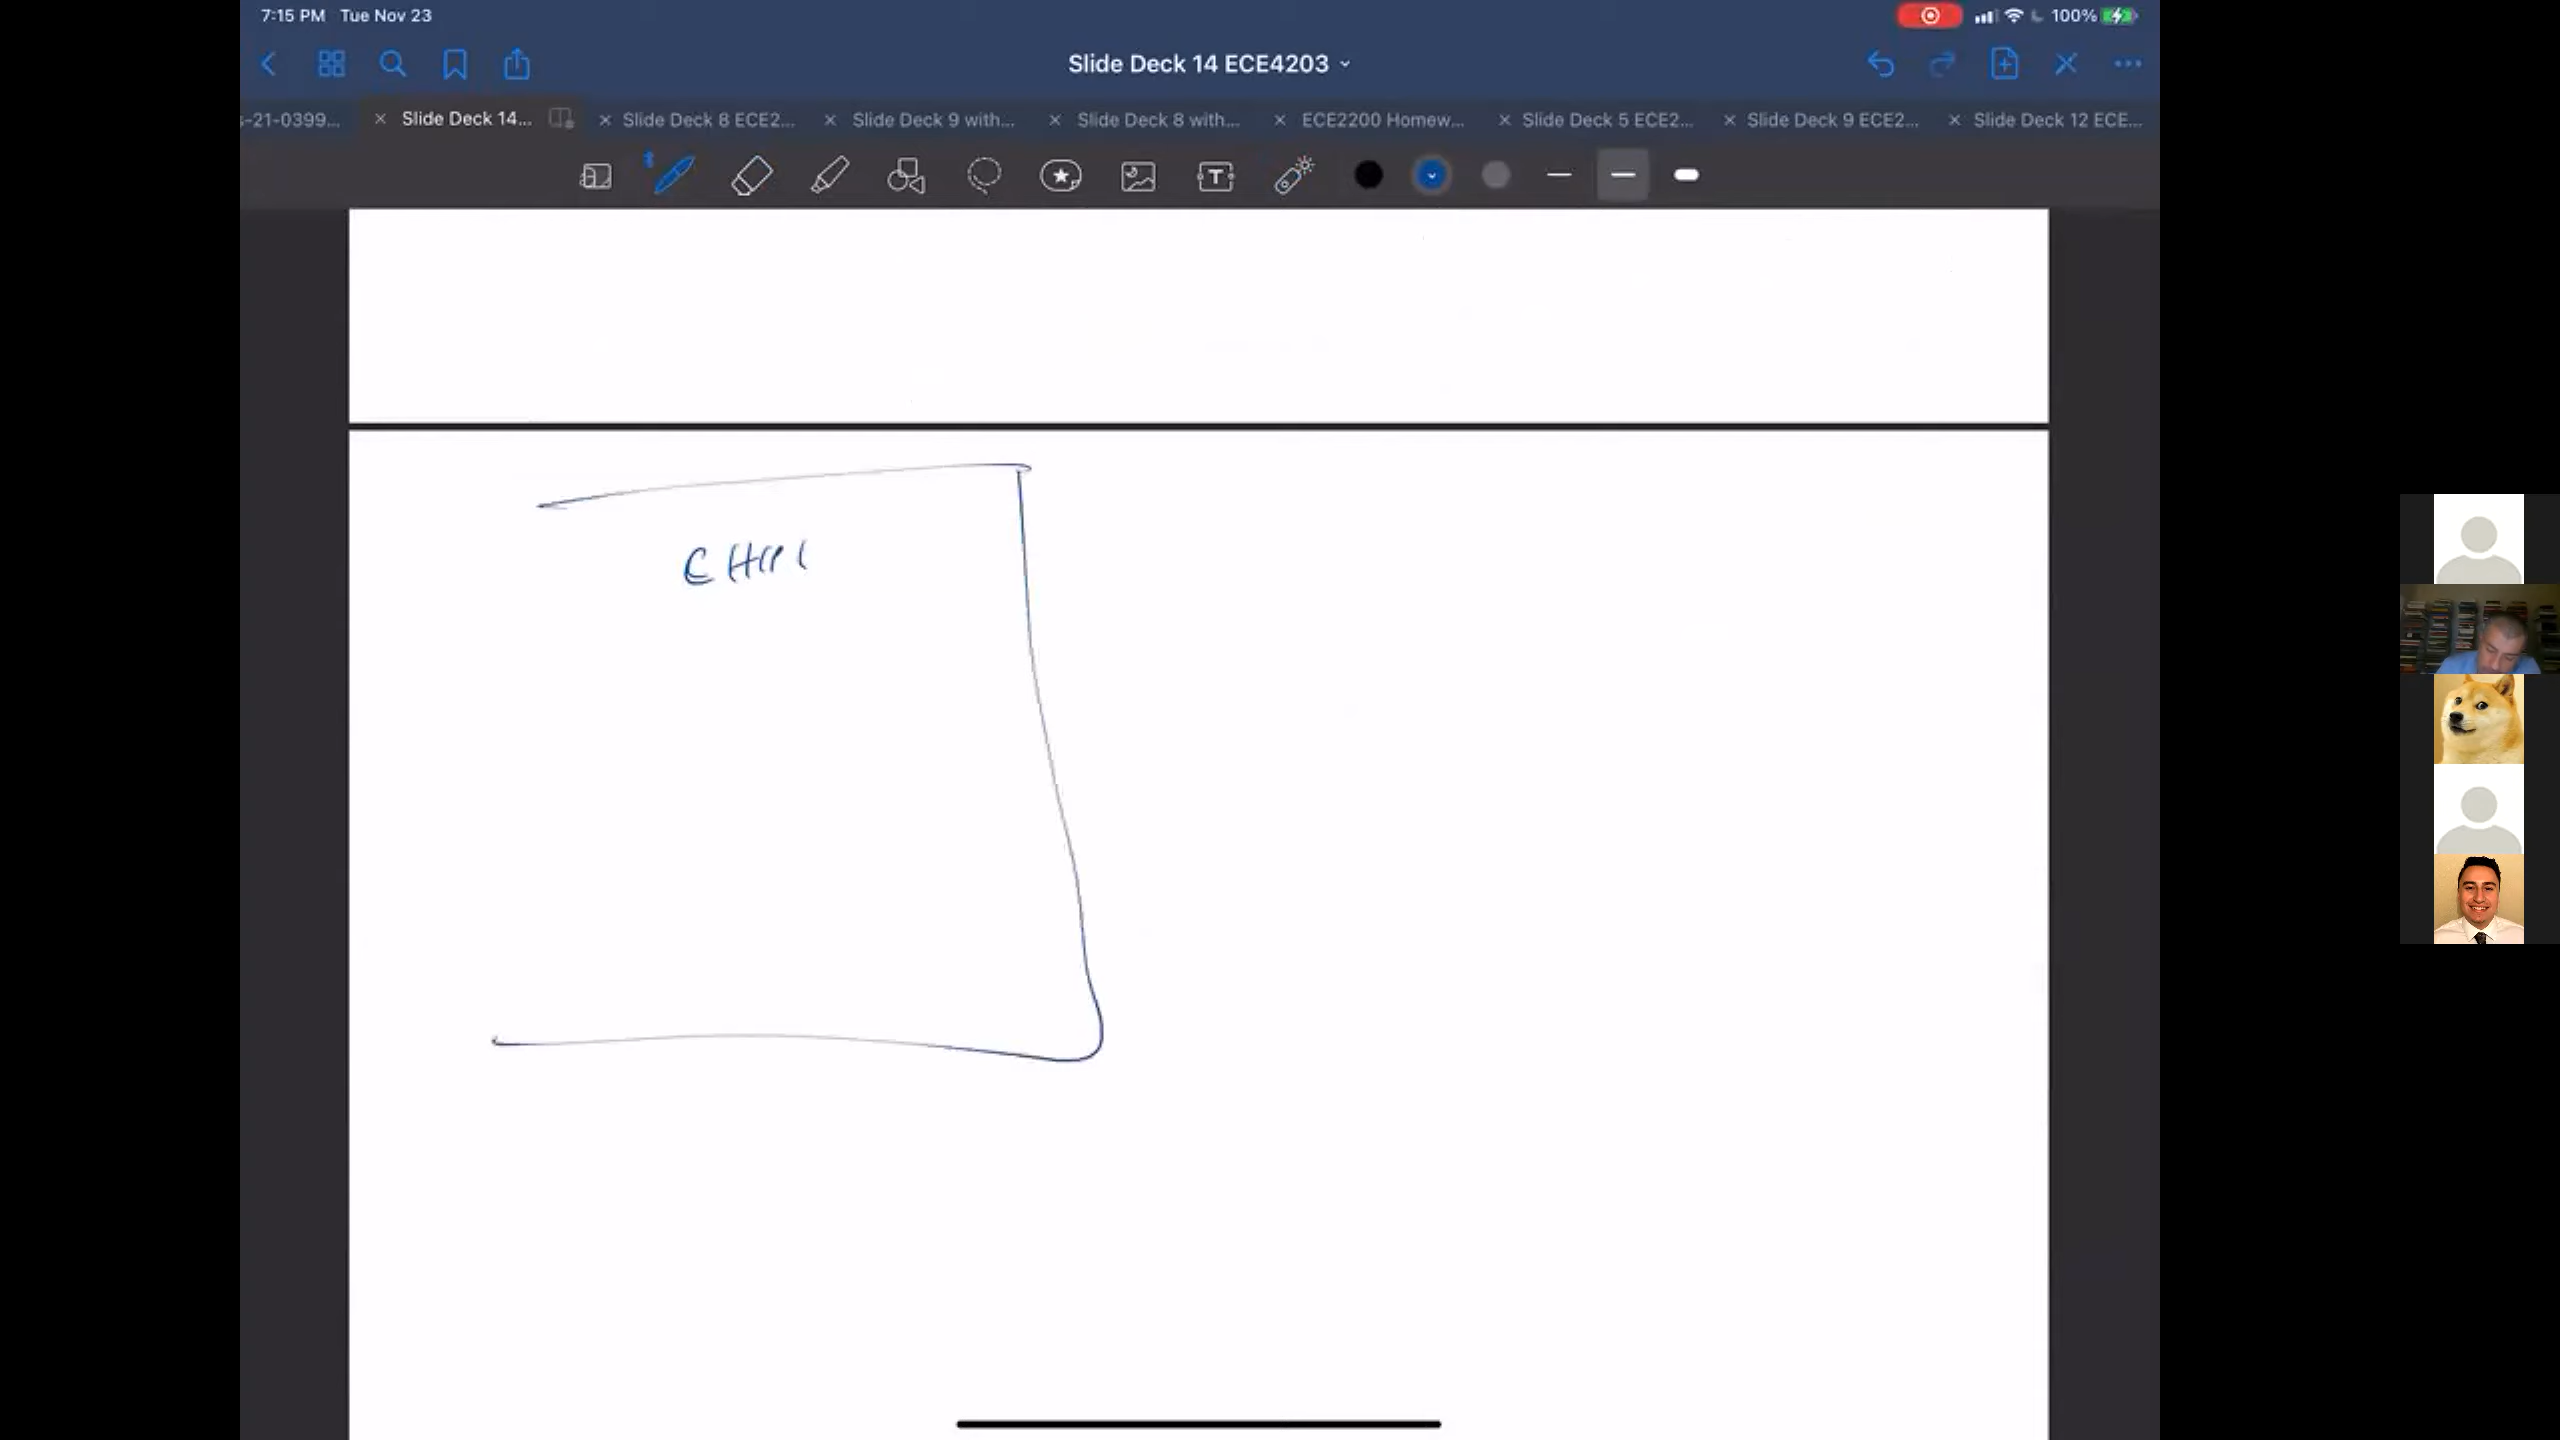 7:15 PM Tue Nov 23
100%
Slide Deck 14 ECE4203
s-21-0399...
Slide Deck 14...
Slide Deck 8 ECE2...
Slide Deck 9 with...
Slide Deck 8 with...
ECE2200 Homew...
Slide Deck 5 ECE2...
Slide Deck 9 ECE2...
Slide Deck 12 ECE...
T
CHIP 1